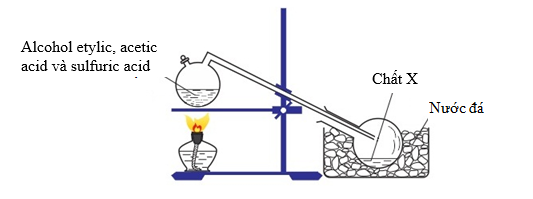 Alcohol etylic, acetic
acid và sulfuric acid
Chất X
Nước đá